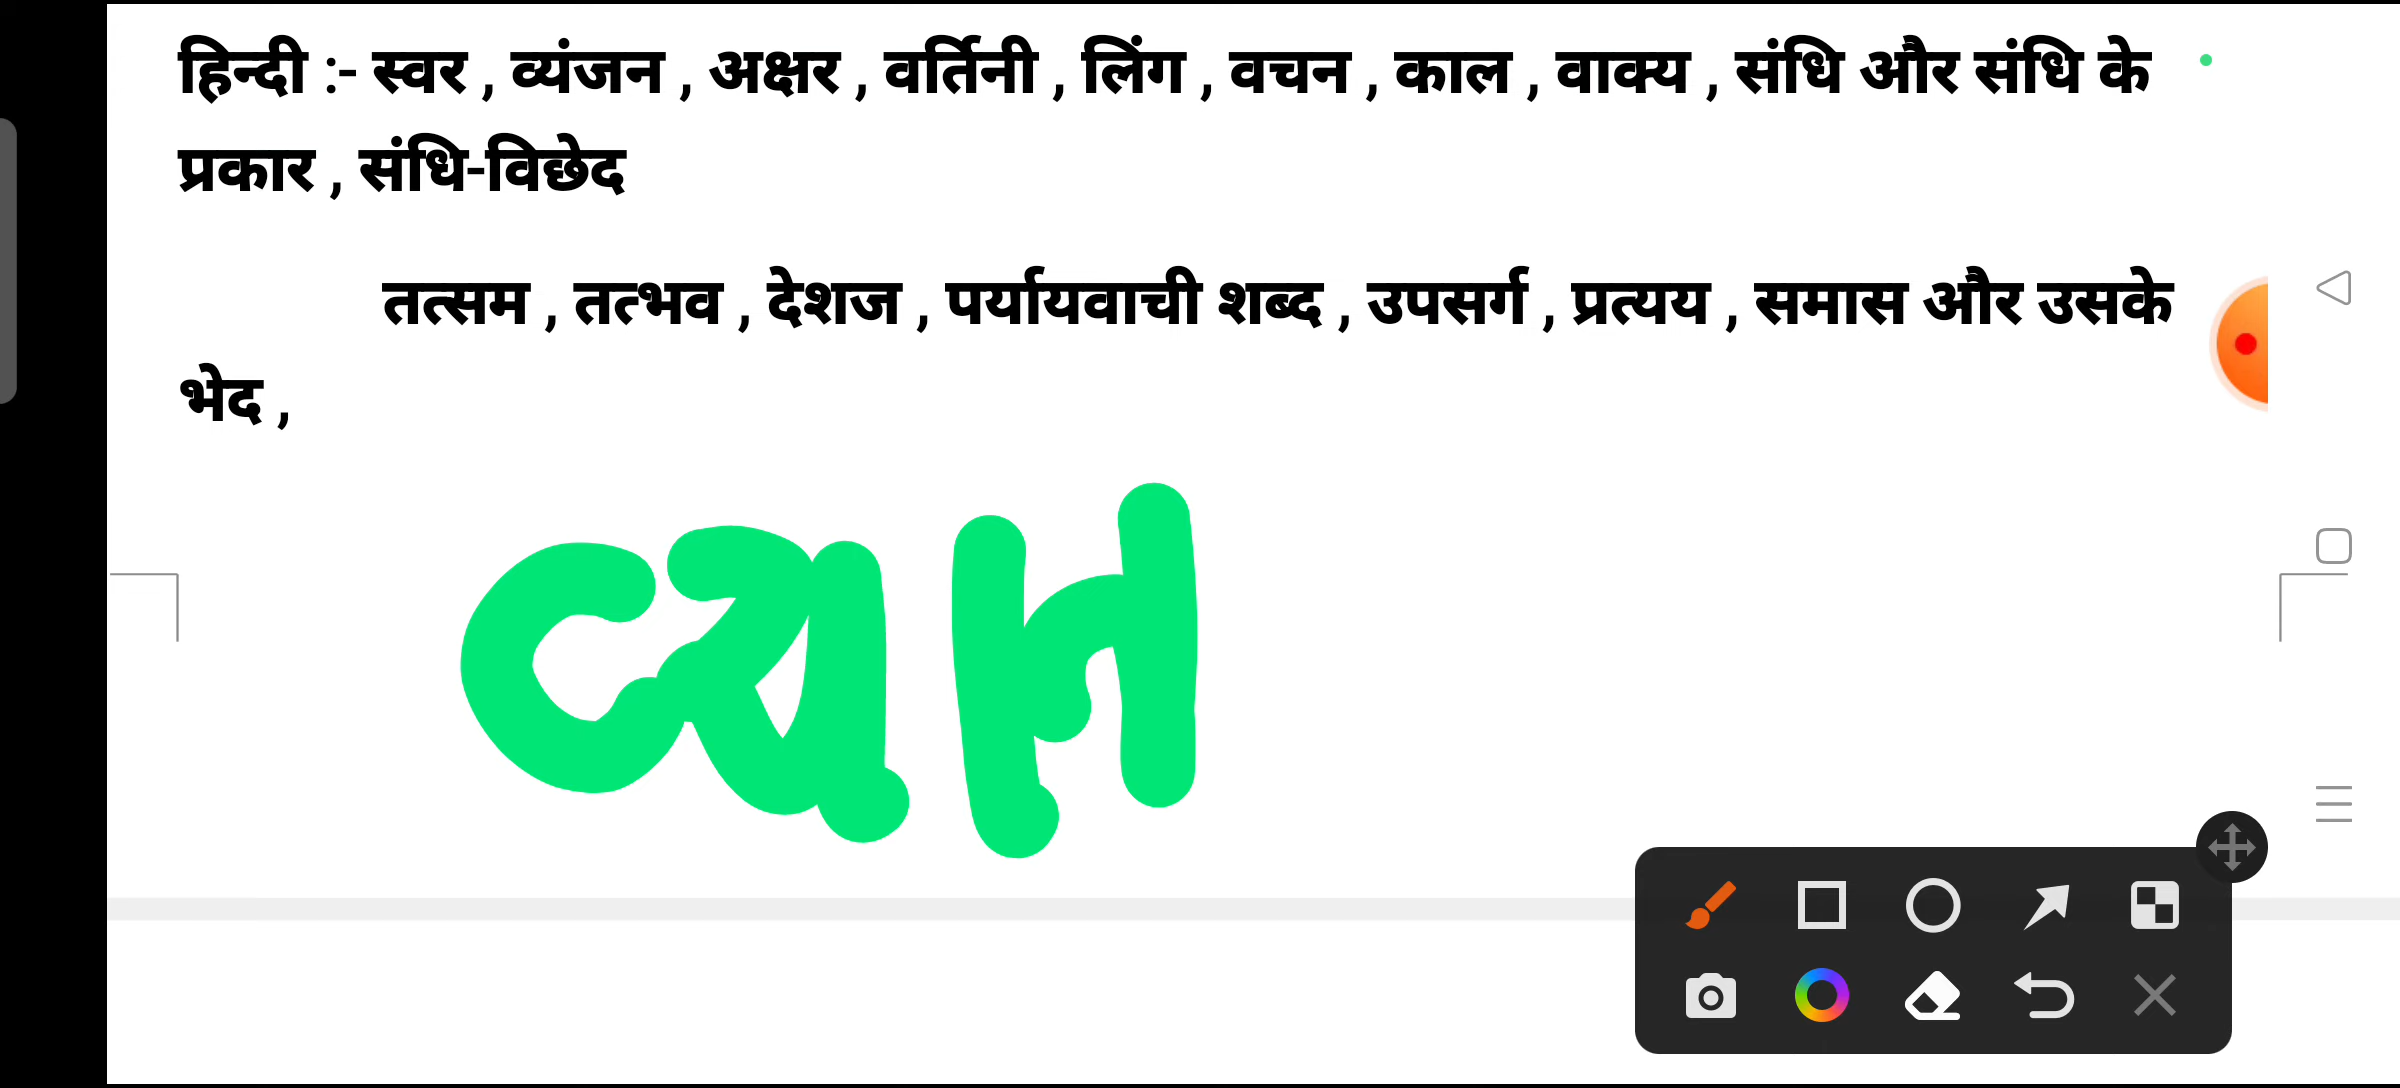 हिन्दी :- स्वर , व्यंजन , अक्षर , वर्तिनी , लिंग , वचन , काल , वाक्य , संधि और संधि के
प्रकार , संधि-विछेद
तत्सम , तत्भव , देशज , पर्यायवाची शब्द , उपसर्ग , प्रत्यय , समास और उसके
भेद ,